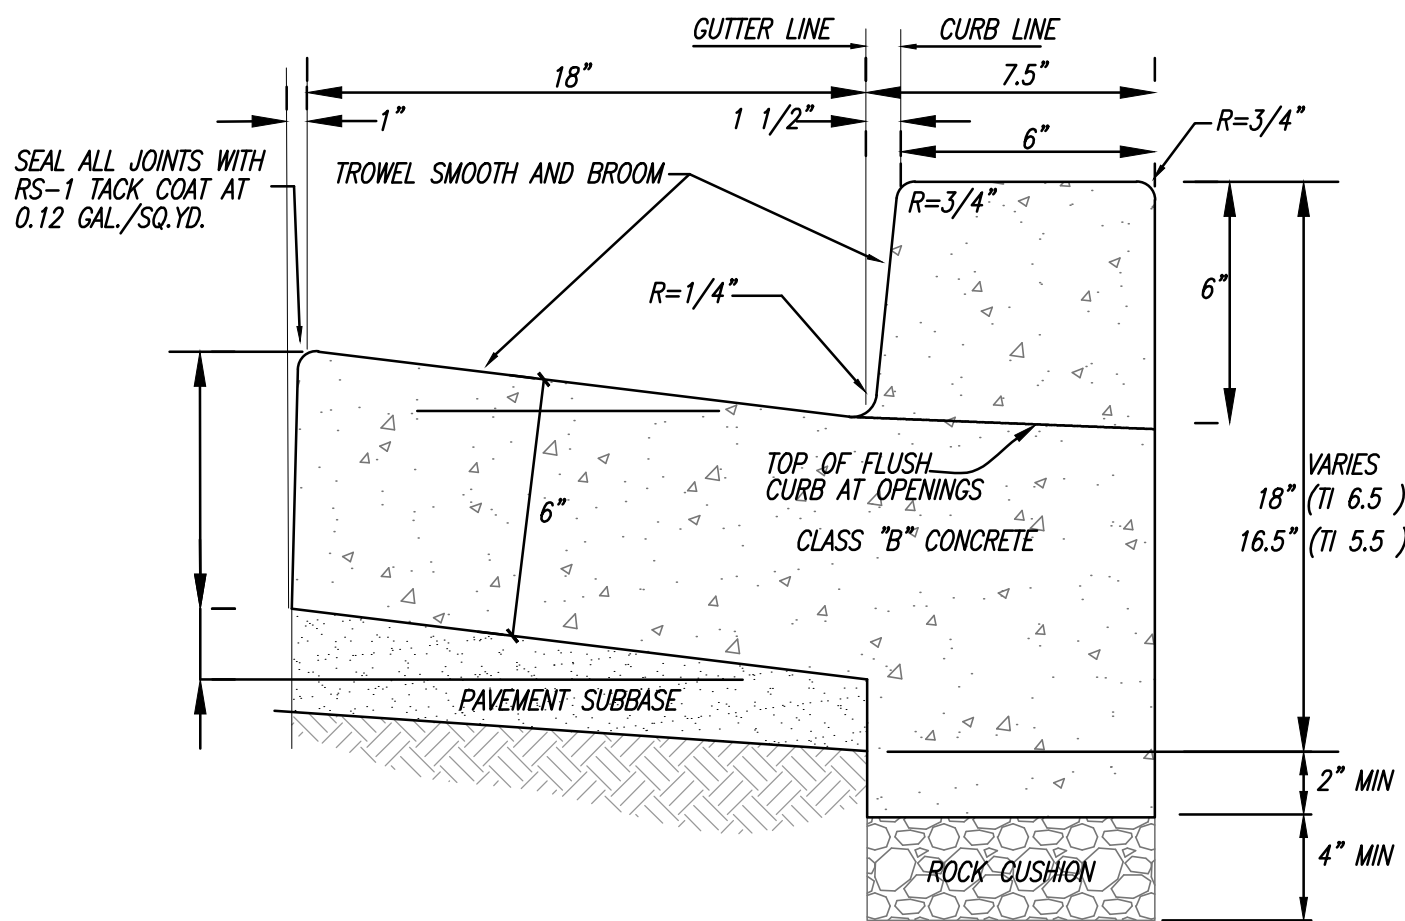 GUTTER LINE
CURB LINE
18”
7.5”
1”
1 1/2”
6”
R=3/4”
SEAL ALL JOINTS WITH
RS-1 TACK COAT AT
0.12 GAL./SQ.YD.
TROWEL SMOOTH AND BROOM
R=3/4”
R=1/4”
6”
TOP OF FLUSH
CURB AT OPENINGS
6”
CLASS ”B” CONCRETE
VARIES
18” (TI 6.5 )
16.5” (TI 5.5 )
PAVEMENT SUBBASE
2” MIN
4” MIN
ROCK CUSHION